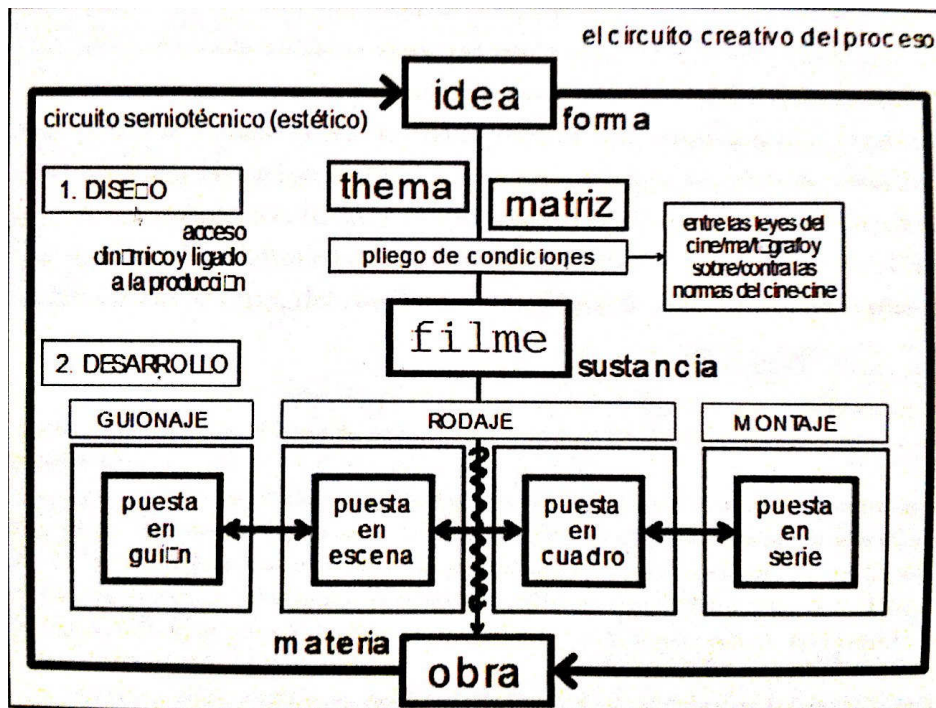 el circuito creativo del proceso
idea
circuito semiotécnico (estético)
forma
1. DISE□O
thema
matriz
acceso
din□mico y ligado
a la producci□n
pliego de condiciones
entre las leyes del
cine/ma/t□grafo y
sobre/contra las
normas del cine-cine
filme
2. DESARROLLO
sustancia
GUIONAJE
RODAJE
MONTAJE
puesta
en
gui□n
puesta
en
escena
puesta
en
cuadro
puesta
en
serie
materia
obra